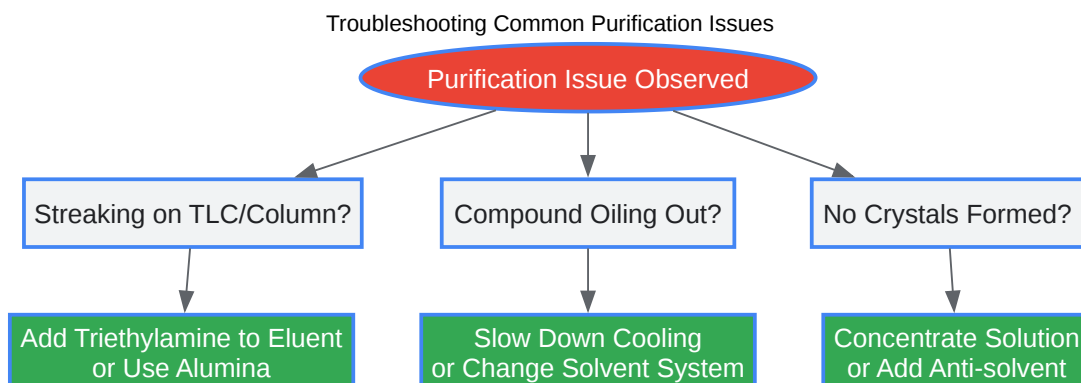 Troubleshooting Common Purification Issues
Purification Issue Observed
Streaking on TLC/Column?
Compound Oiling Out?
No Crystals Formed?
Add Triethylamine to Eluent
or Use Alumina
Slow Down Cooling
or Change Solvent System
Concentrate Solution
or Add Anti-solvent